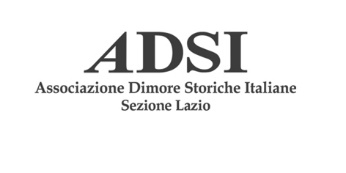 ADSI
Associazione Dimore Storiche Italiane
Sezione Lazio